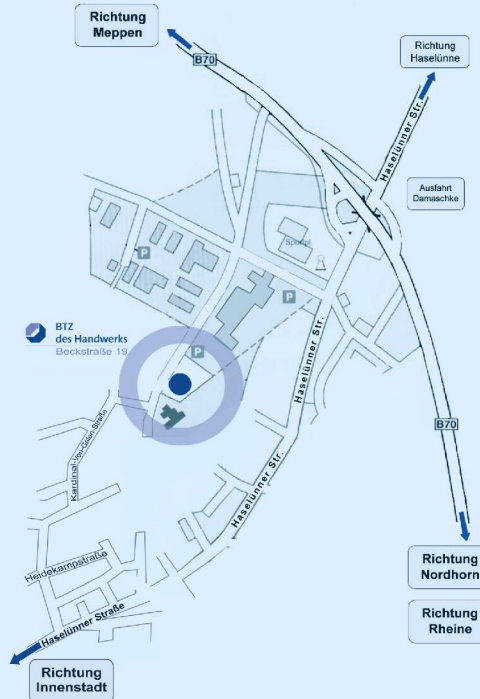 Richtung
Meppen
B70
Richtung
Haselünne
Haselünner Str.
Ausfahrt
Damaschke
P
P
P
BTZ
des Handwerks
Beckstraße 19
Haselünner Str.
Kardinal-von-Galen-Straße
Haselünner Str.
B70
Heidekampstraße
Haselünner Straße
Richtung
Nordhorn
Richtung
Rheine
Richtung
Innenstadt